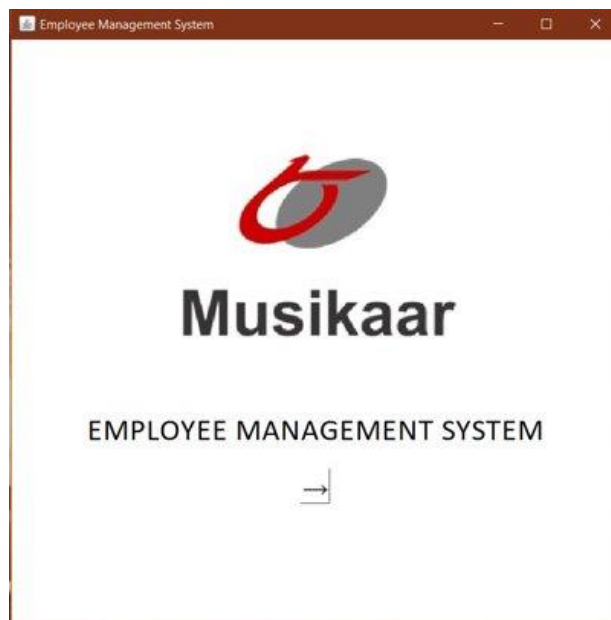 Employee Management System
Musikaar
EMPLOYEE MANAGEMENT SYSTEM
→